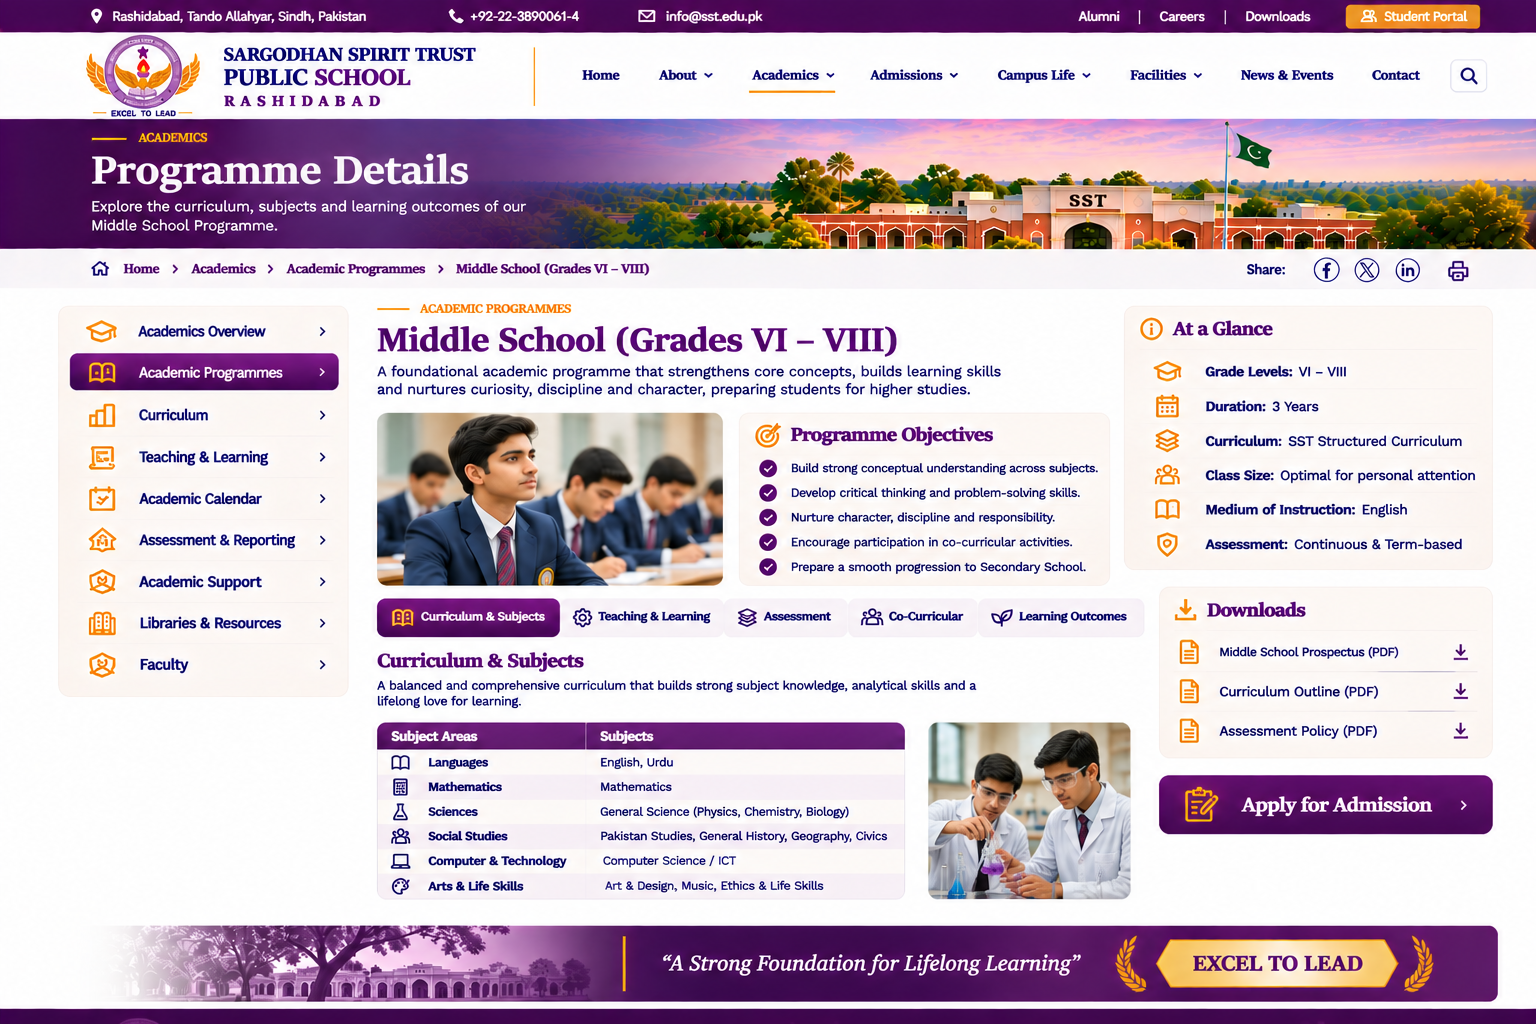 Rashidabad, Tando Allahyar, Sindh, Pakistan
+92-22-3890061-4
info@sst.edu.pk
Alumni
Careers
Downloads
Student Portal
EXCEL TO LEAD
SARGODHAN SPIRIT TRUST
PUBLIC SCHOOL
RASHIDABAD
Home
About
Academics
Admissions
Campus Life
Facilities
News & Events
Contact
ACADEMICS
Programme Details
Explore the curriculum, subjects and learning outcomes of our
Middle School Programme.
SST
Home
Academics
Academic Programmes
Middle School (Grades VI – VIII)
Share:
Academics Overview
Academic Programmes
Curriculum
Teaching & Learning
Academic Calendar
Assessment & Reporting
Academic Support
Libraries & Resources
Faculty
ACADEMIC PROGRAMMES
Middle School (Grades VI – VIII)
A foundational academic programme that strengthens core concepts, builds learning skills
and nurtures curiosity, discipline and character, preparing students for higher studies.
Programme Objectives
Build strong conceptual understanding across subjects.
Develop critical thinking and problem-solving skills.
Nurture character, discipline and responsibility.
Encourage participation in co-curricular activities.
Prepare a smooth progression to Secondary School.
Curriculum & Subjects
Teaching & Learning
Assessment
Co-Curricular
Learning Outcomes
Curriculum & Subjects
A balanced and comprehensive curriculum that builds strong subject knowledge, analytical skills and a
lifelong love for learning.
Subject Areas Subjects
Languages English, Urdu
Mathematics Mathematics
Sciences General Science (Physics, Chemistry, Biology)
Social Studies Pakistan Studies, General History, Geography, Civics
Computer & Technology Computer Science / ICT
Arts & Life Skills Art & Design, Music, Ethics & Life Skills
At a Glance
Grade Levels: VI – VIII
Duration: 3 Years
Curriculum: SST Structured Curriculum
Class Size: Optimal for personal attention
Medium of Instruction: English
Assessment: Continuous & Term-based
Downloads
Middle School Prospectus (PDF)
Curriculum Outline (PDF)
Assessment Policy (PDF)
Apply for Admission
“A Strong Foundation for Lifelong Learning”
EXCEL TO LEAD